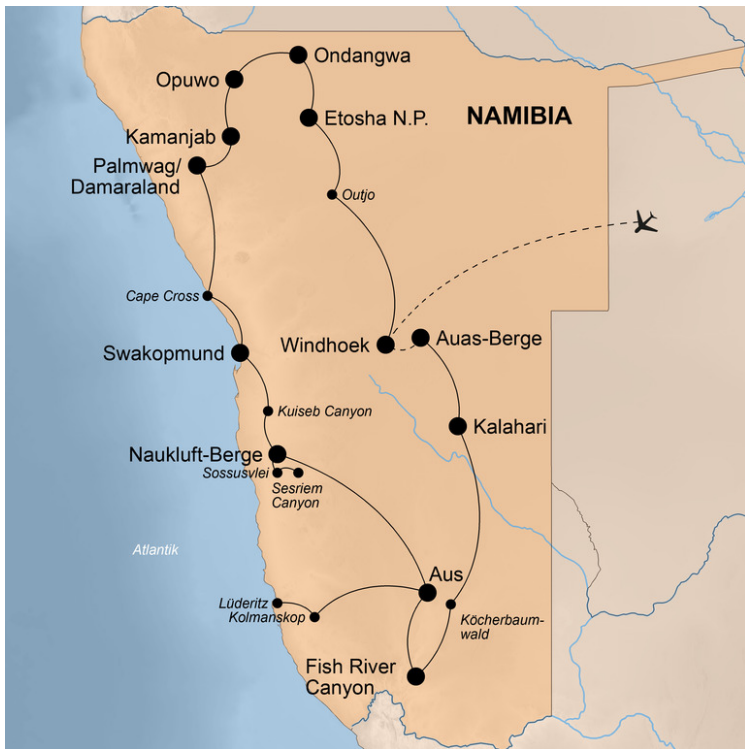 Ondangwa
Opuwo
Etosha N.P.
NAMIBIA
Kamanjab
Palmwag/
Damaraland
Outjo
Cape Cross
Windhoek
Auas-Berge
Swakopmund
Kuiseb Canyon
Kalahari
Naukluft-Berge
Sossusvlei
Sesriem
Canyon
Atlantik
Aus
Lüderitz
Kolmanskop
Köcherbaum-
wald
Fish River
Canyon